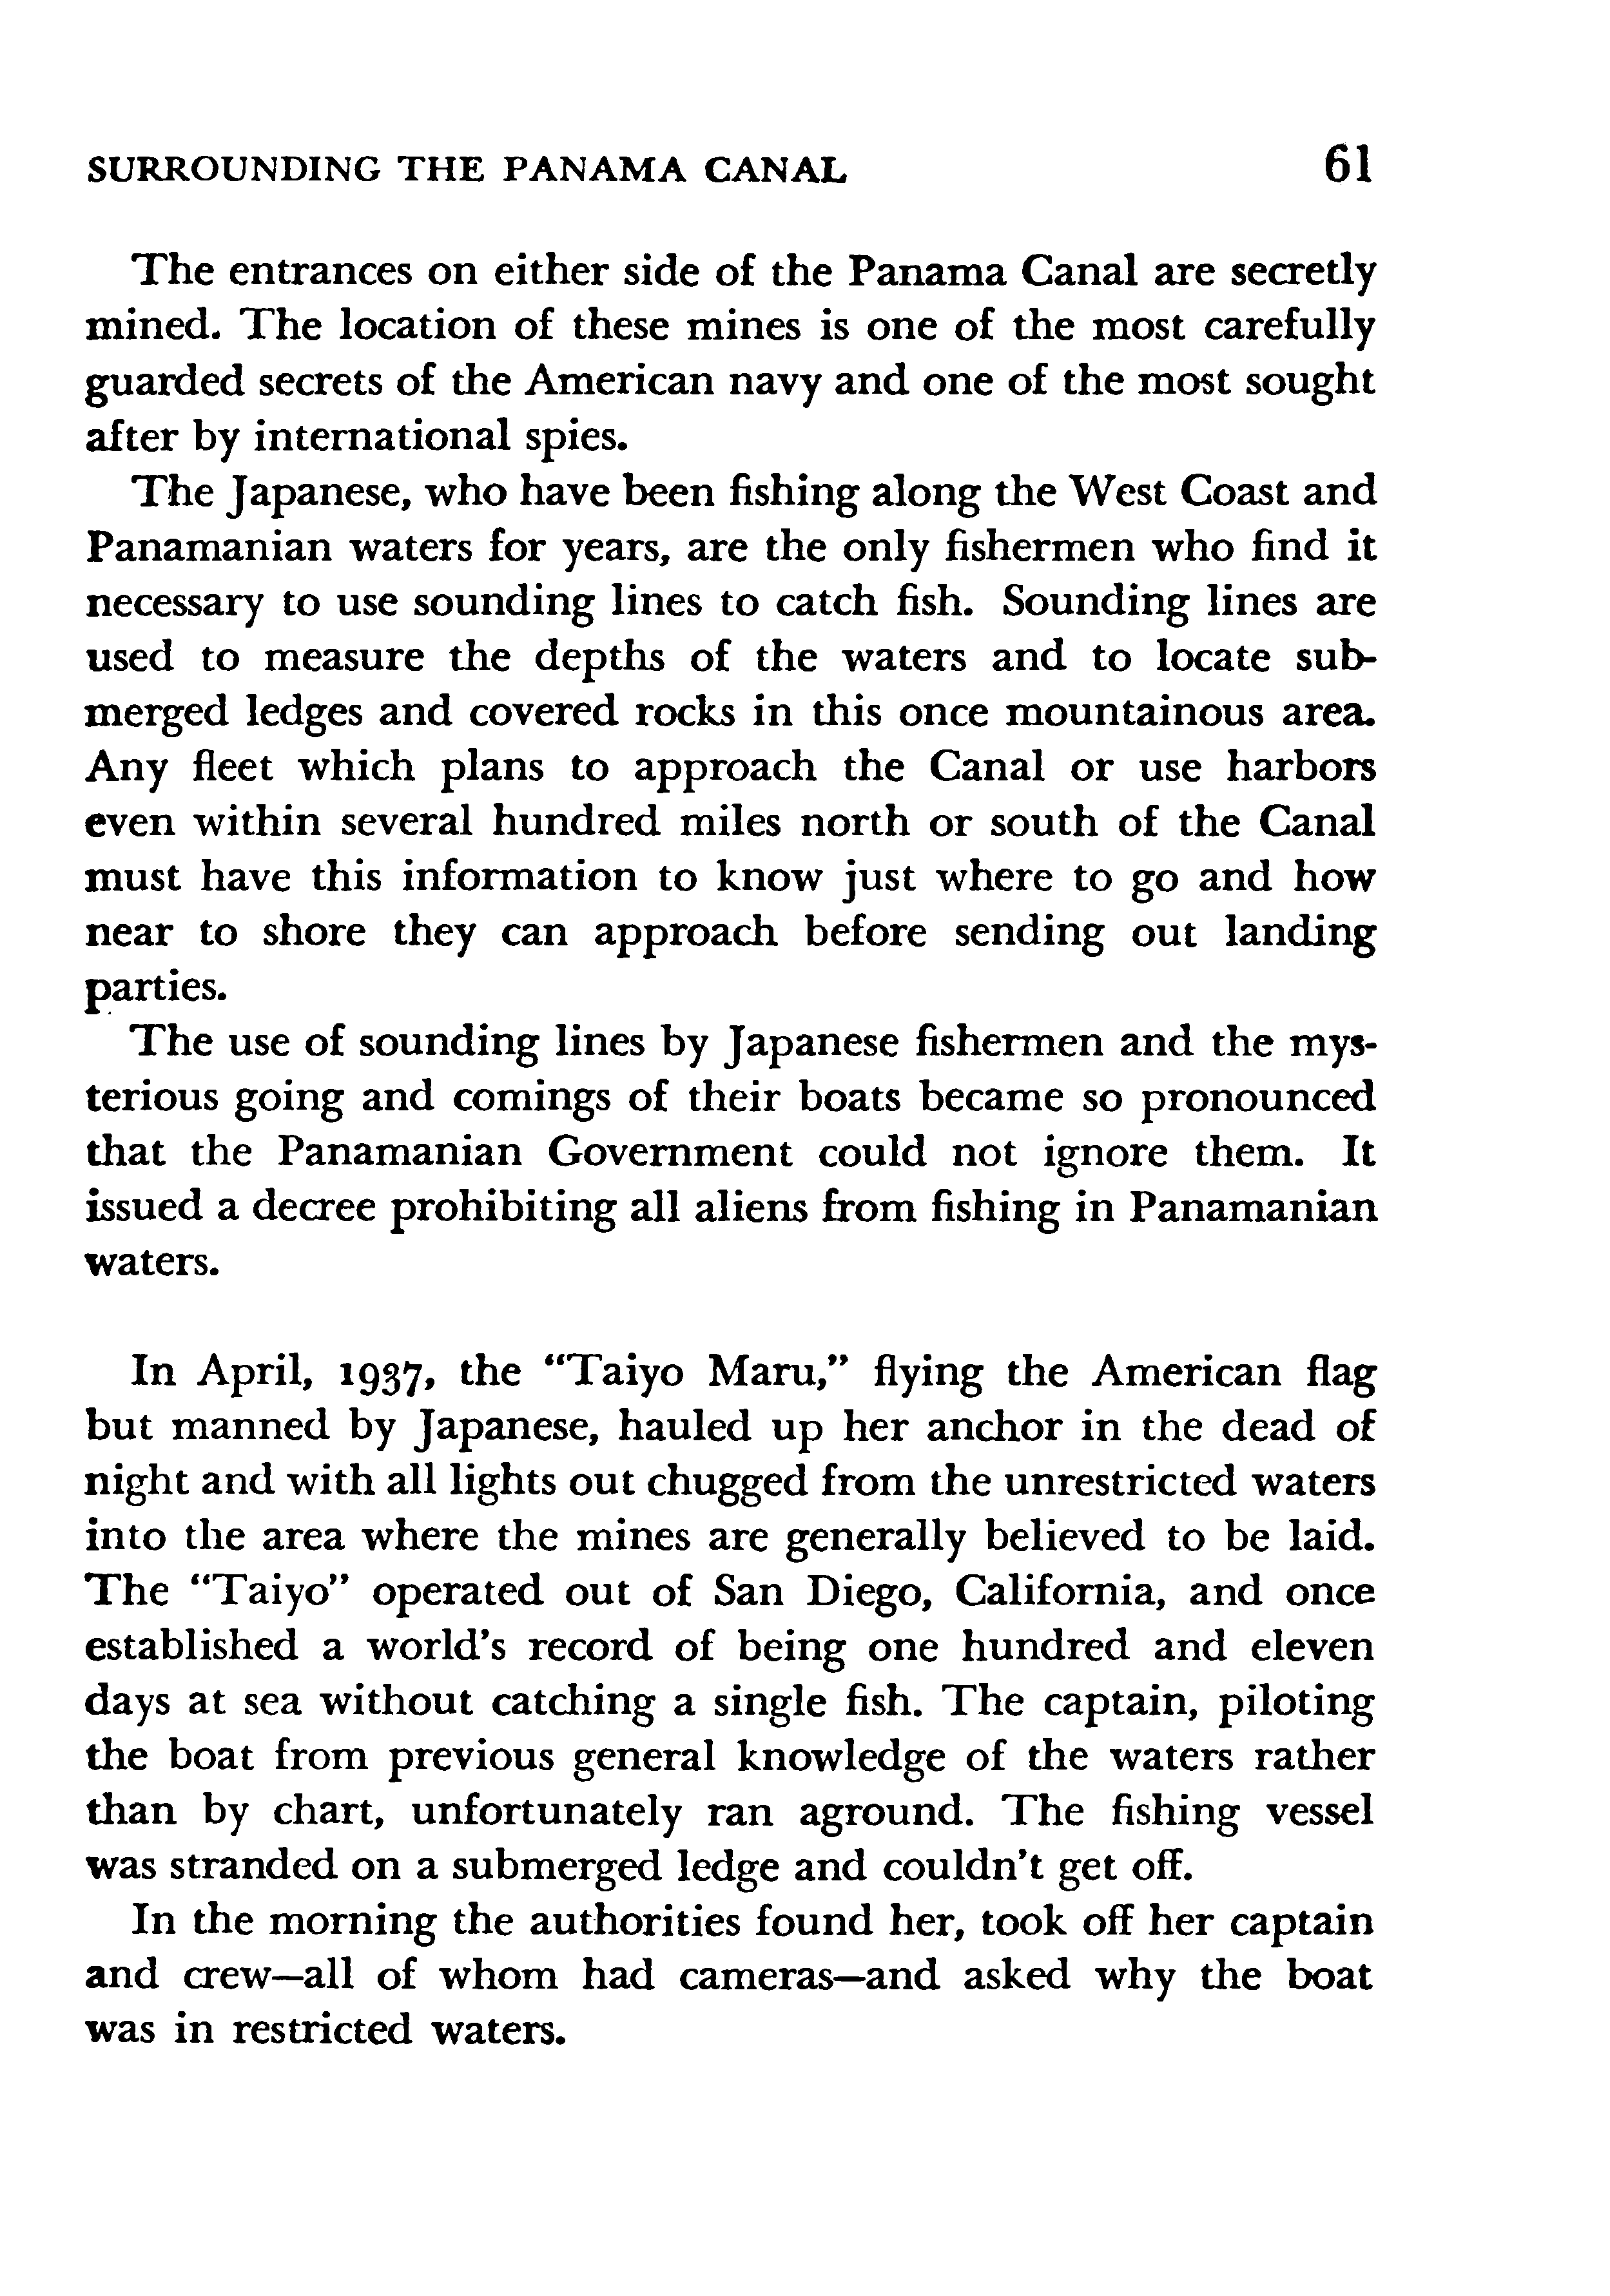 SURROUNDING THE PANAMA CANAL 61
The entrances on either side of the Panama Canal are secretly
mined. The location of these mines is one of the most carefully
guarded secrets of the American navy and one of the most sought
after by international spies.
The Japanese, who have been fishing along the West Coast and
Panamanian waters for years, are the only fishermen who find it
necessary to use sounding lines to catch fish. Sounding lines are
used to measure the depths of the waters and to locate sub-
merged ledges and covered rocks in this once mountainous area.
Any fleet which plans to approach the Canal or use harbors
even within several hundred miles north or south of the Canal
must have this information to know just where to go and how
near to shore they can approach before sending out landing
parties.
The use of sounding lines by Japanese fishermen and the mys-
terious going and comings of their boats became so pronounced
that the Panamanian Government could not ignore them. It
issued a decree prohibiting all aliens from fishing in Panamanian
waters.
In April, 1937, the “Taiyo Maru,” flying the American flag
but manned by Japanese, hauled up her anchor in the dead of
night and with all lights out chugged from the unrestricted waters
into the area where the mines are generally believed to be laid.
The “Taiyo” operated out of San Diego, California, and once
established a world's record of being one hundred and eleven
days at sea without catching a single fish. The captain, piloting
the boat from previous general knowledge of the waters rather
than by chart, unfortunately ran aground. The fishing vessel
was stranded on a submerged ledge and couldn't get off.
In the morning the authorities found her, took off her captain
and crew—all of whom had cameras—and asked why the boat
was in restricted waters.